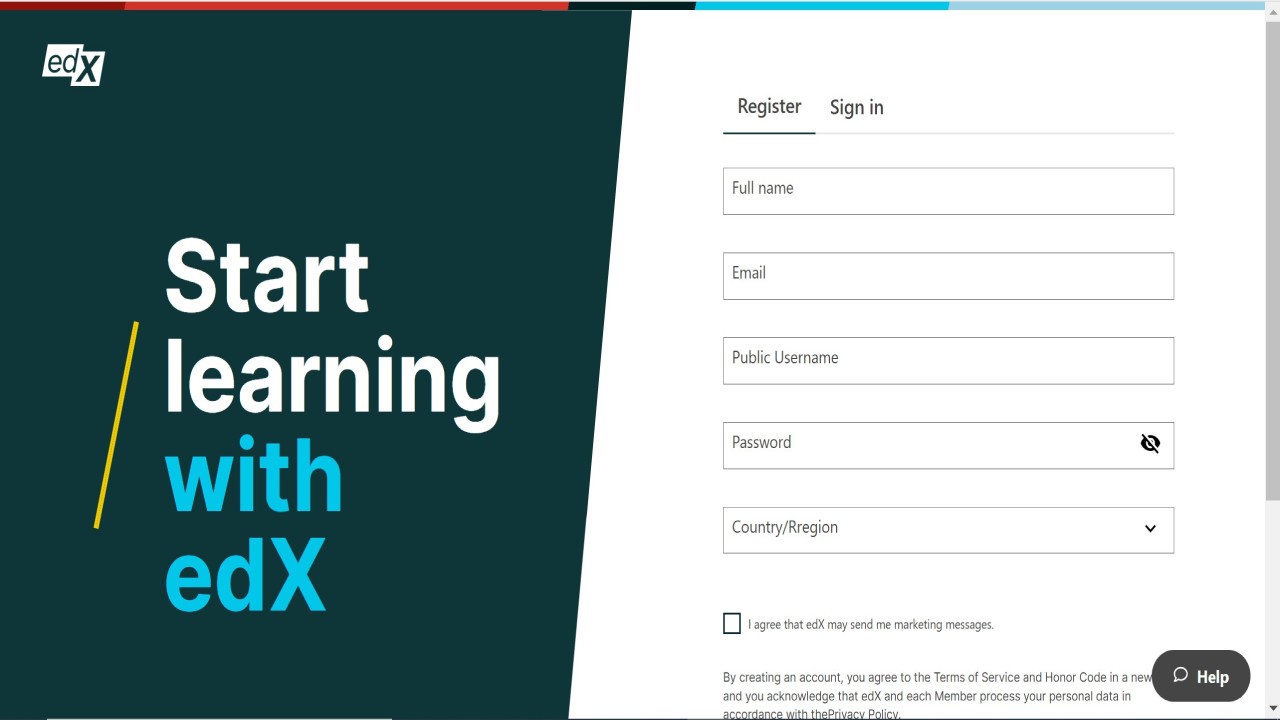 edX
Register Sign in
Full name
Email
Start
Public Username
learning
Password
with
Country/Rregion
edX
I agree that edX may send me marketing messages.
By creating an account, you agree to the Terms of Service and Honor Code in a new
and you acknowledge that edX and each Member process your personal data in
accordance with thePrivacy Policy.
Help